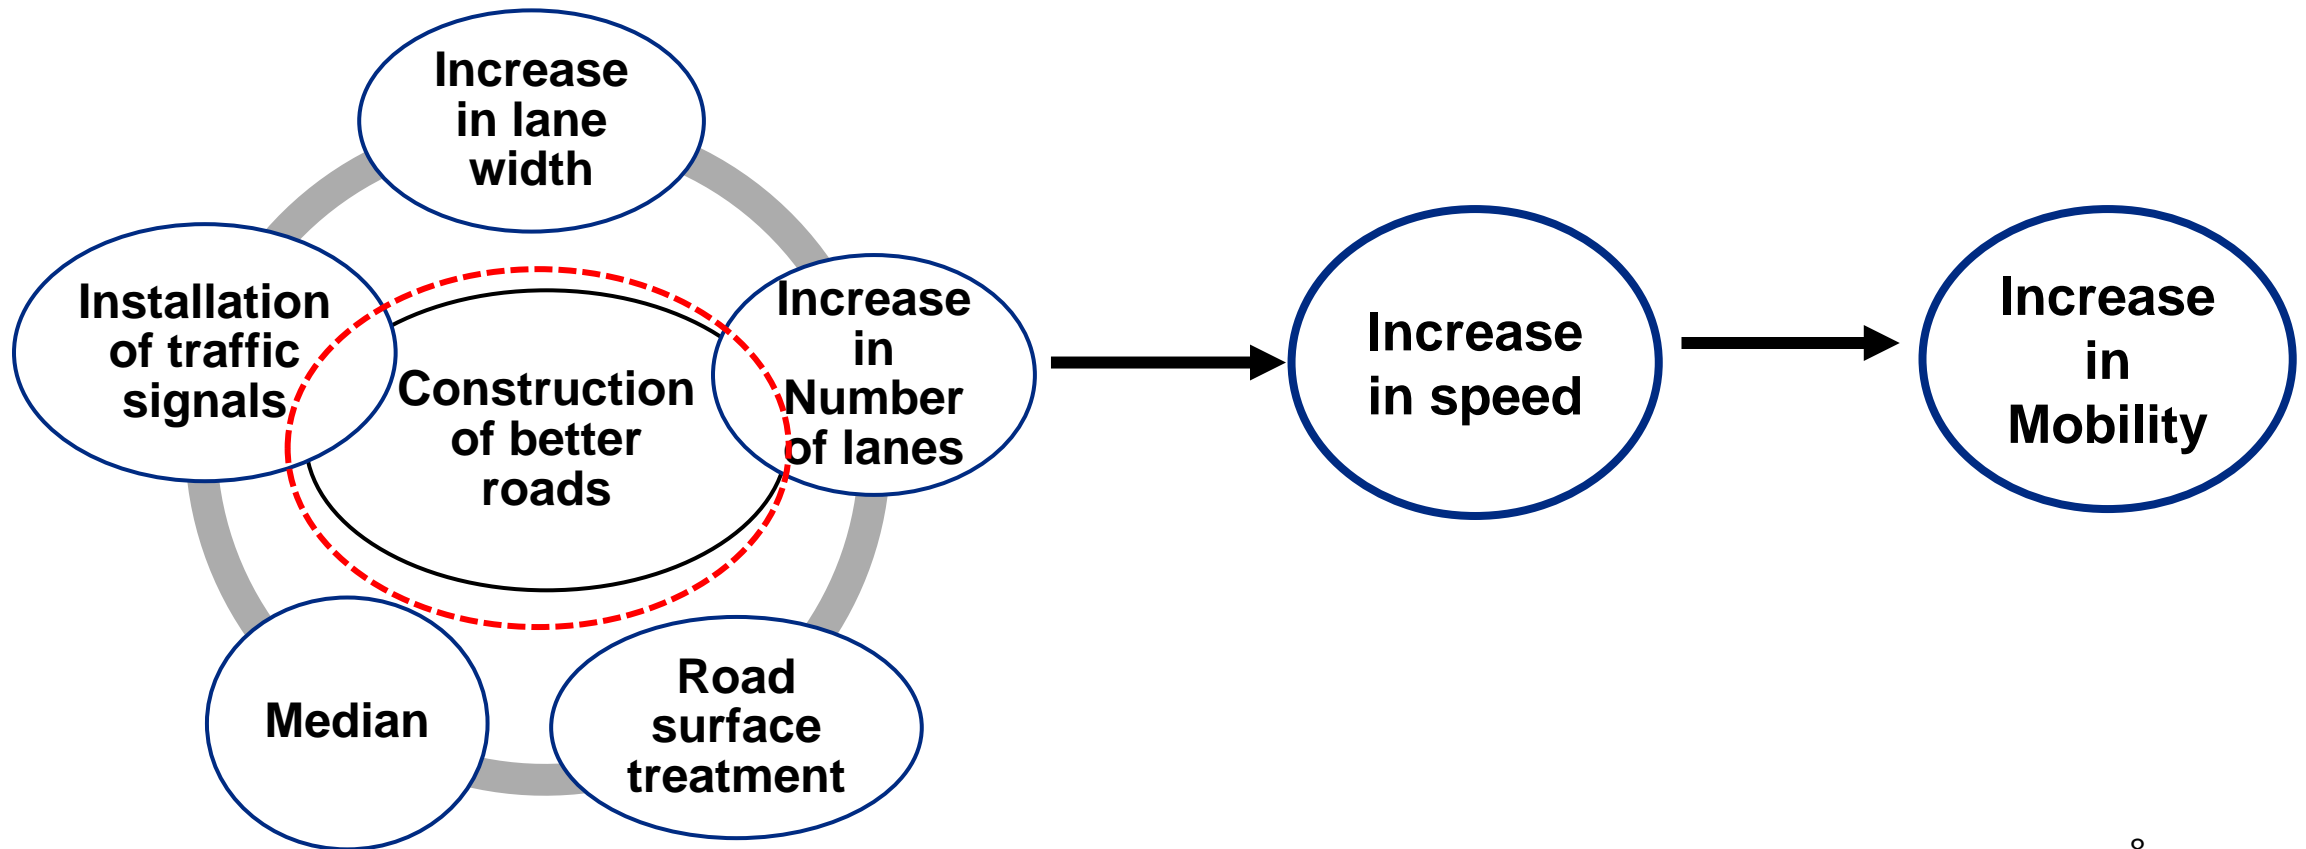 Increase
in lane
width
Installation
of traffic
signals
Construction
of better
roads
Increase
in
Number
of lanes
Median
Road
surface
treatment
Increase
in speed
Increase
in
Mobility
8